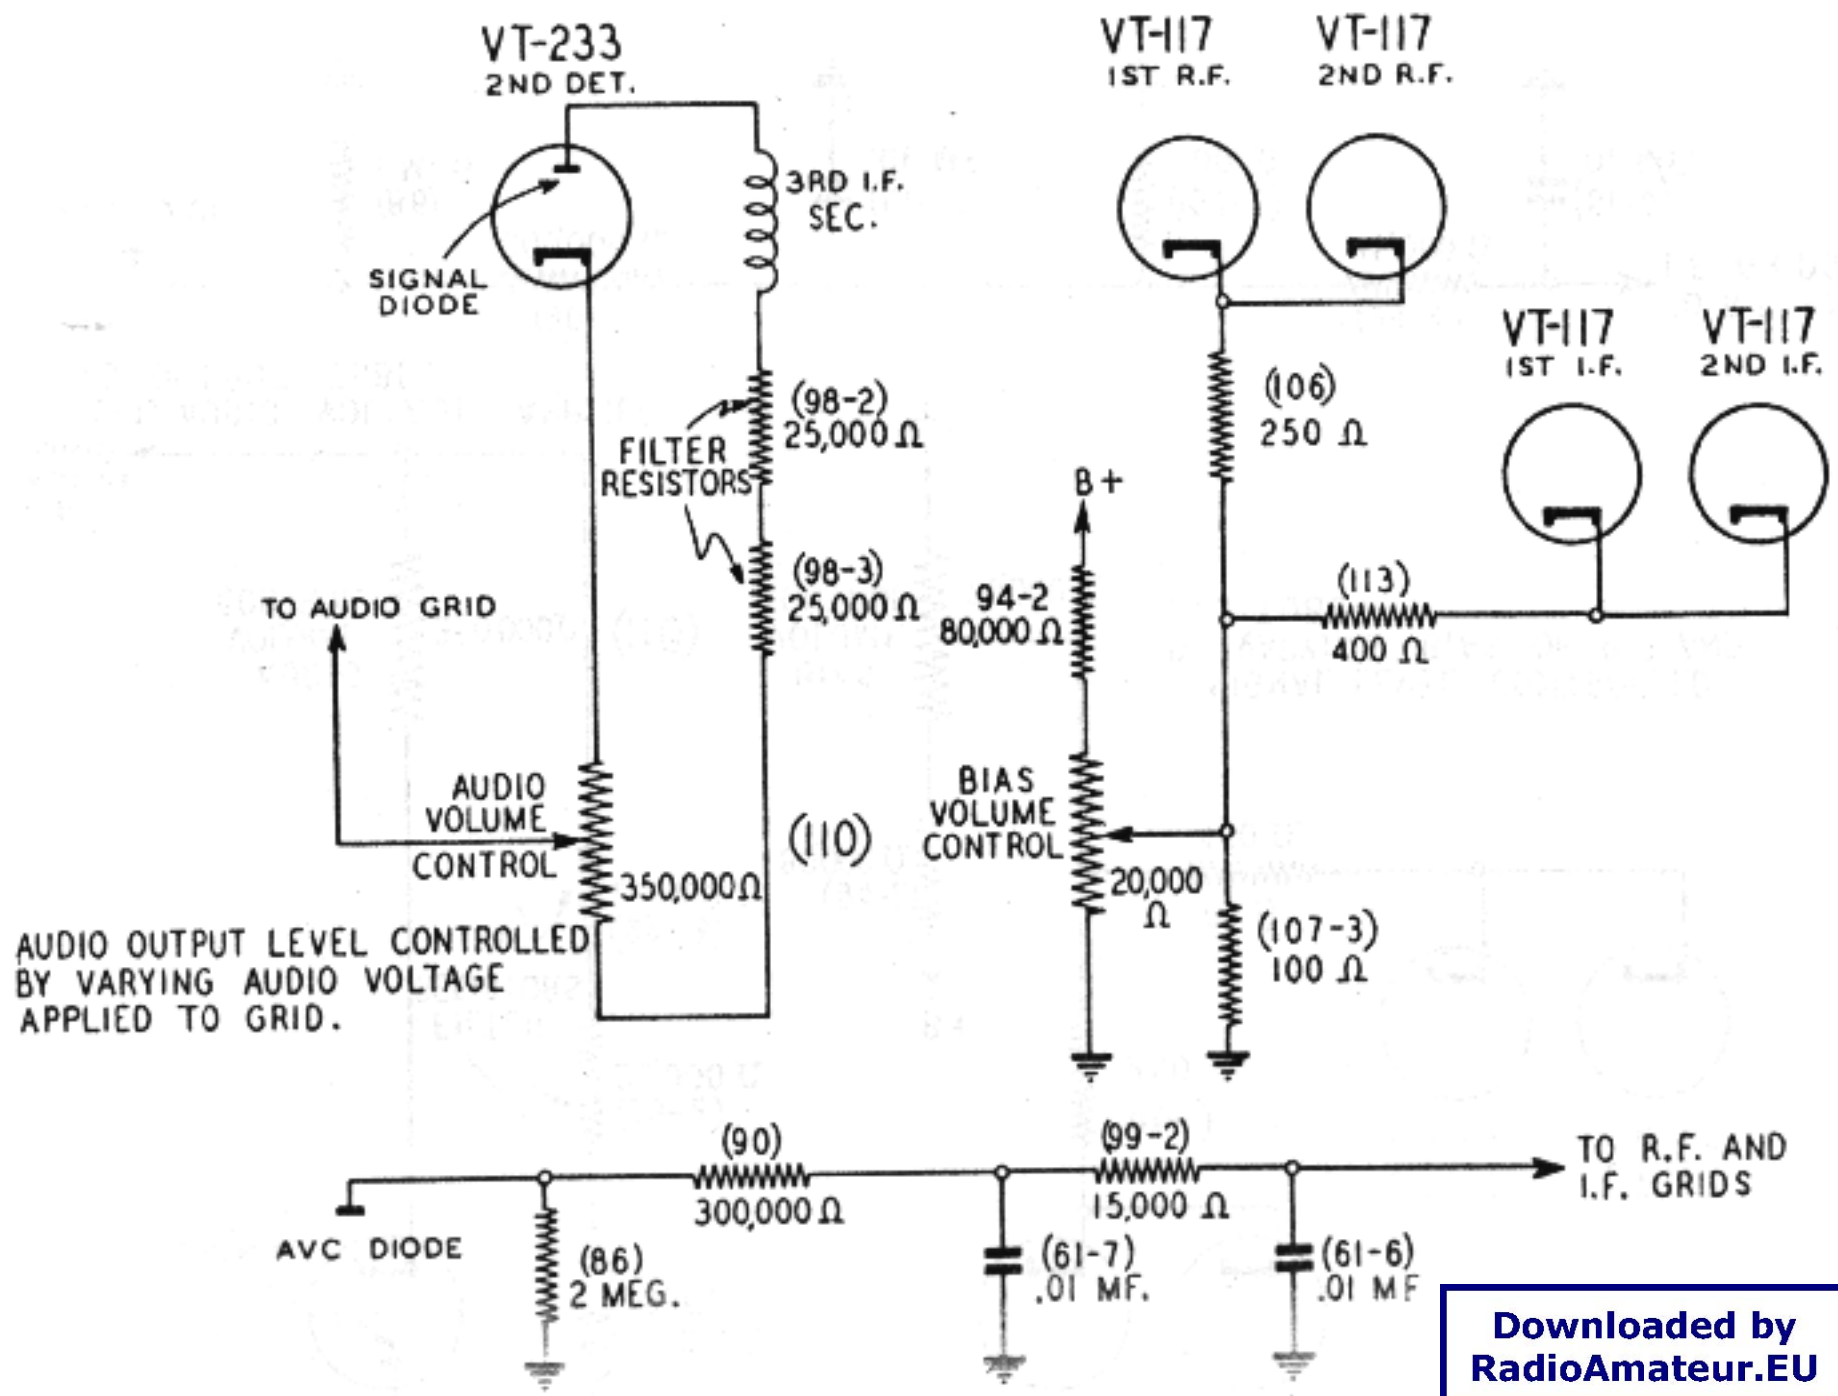 VT-233
2ND DET.
SIGNAL
DIODE
3RD I.F.
SEC.
(98-2)
25,000 Ω
FILTER
RESISTORS
(98-3)
25,000 Ω
TO AUDIO GRID
AUDIO
VOLUME
CONTROL
350,000 Ω
(110)
AUDIO OUTPUT LEVEL CONTROLLED
BY VARYING AUDIO VOLTAGE
APPLIED TO GRID.
VT-117
1ST R.F.
VT-117
2ND R.F.
VT-117
1ST I.F.
VT-117
2ND I.F.
(106)
250 Ω
B+
94-2
80,000 Ω
(113)
400 Ω
BIAS
VOLUME
CONTROL
20,000
Ω
(107-3)
100 Ω
AVC DIODE
(86)
2 MEG.
(90)
300,000 Ω
(99-2)
15,000 Ω
(61-7)
.01 MF.
(61-6)
.01 MF
TO R.F. AND
I.F. GRIDS
Downloaded by
RadioAmateur.EU